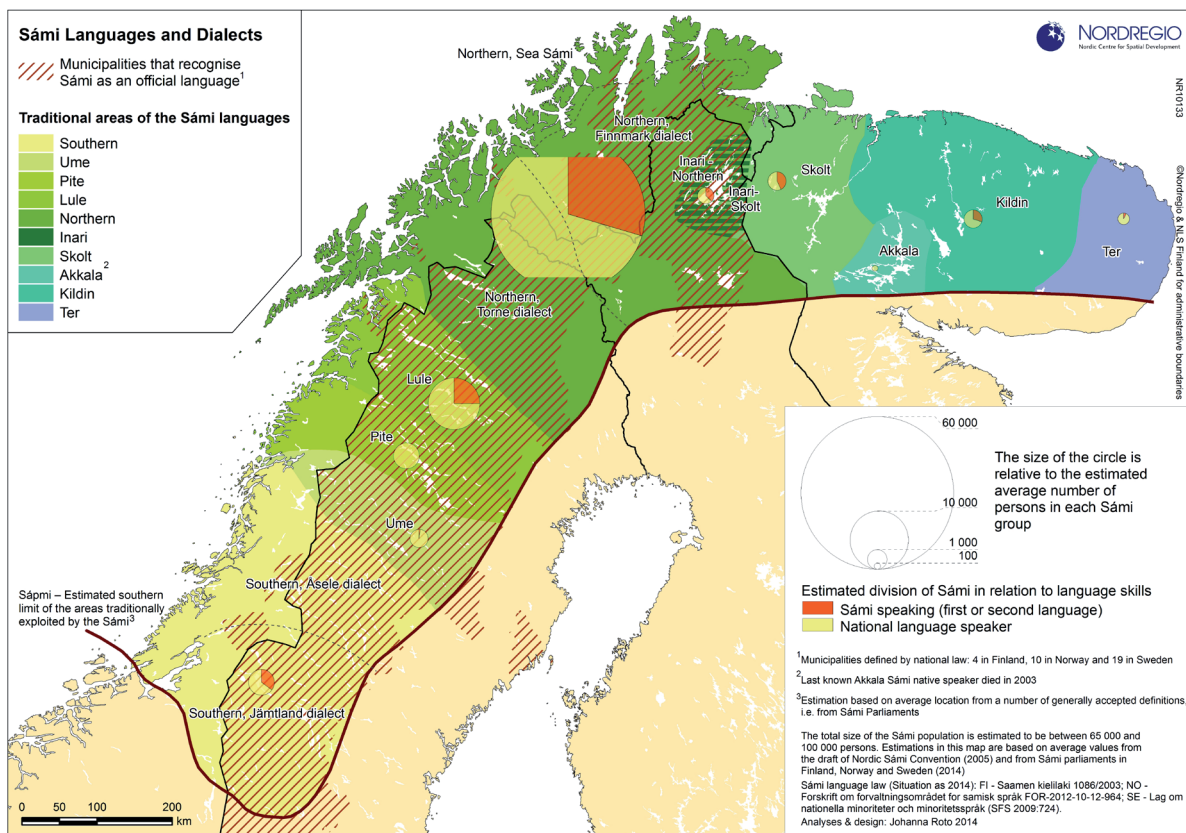 Sámi Languages and Dialects
Municipalities that recognise
Sámi as an official language1
Traditional areas of the Sámi languages
Southern
Ume
Pite
Lule
Northern
Inari
Skolt
Akkala2
Kildin
Ter
NORDREGIO
Nordic Centre for Spatial Development
NR10133
©Nordregio & NLS Finland for administrative boundaries
Northern, Sea Sámi
Northern,
Finnmark dialect
Inari -
Northern
Inari-
Skolt
Skolt
Kildin
Akkala
Ter
Northern,
Torne dialect
Lule
Pite
Ume
Southern, Åsele dialect
Southern, Jämtland dialect
Sápmi – Estimated southern
limit of the areas traditionally
exploited by the Sámi3
0 50 100 150 200
km
60 000
10 000
1 000
100
The size of the circle is
relative to the estimated
average number of
persons in each Sámi
group
Estimated division of Sámi in relation to language skills
Sámi speaking (first or second language)
National language speaker
1Municipalities defined by national law: 4 in Finland, 10 in Norway and 19 in Sweden
2Last known Akkala Sámi native speaker died in 2003
3Estimation based on average location from a number of generally accepted definitions,
i.e. from Sámi Parliaments
The total size of the Sámi population is estimated to be between 65 000 and
100 000 persons. Estimations in this map are based on average values from
the draft of Nordic Sámi Convention (2005) and from Sámi parliaments in
Finland, Norway and Sweden (2014)
Sámi language law (Situation as 2014): FI - Saamen kielilaki 1086/2003; NO -
Forskrift om forvaltningsområdet for samisk språk FOR-2012-10-12-964; SE - Lag om
nationella minoriteter och minoritetsspråk (SFS 2009:724).
Analyses & design: Johanna Roto 2014